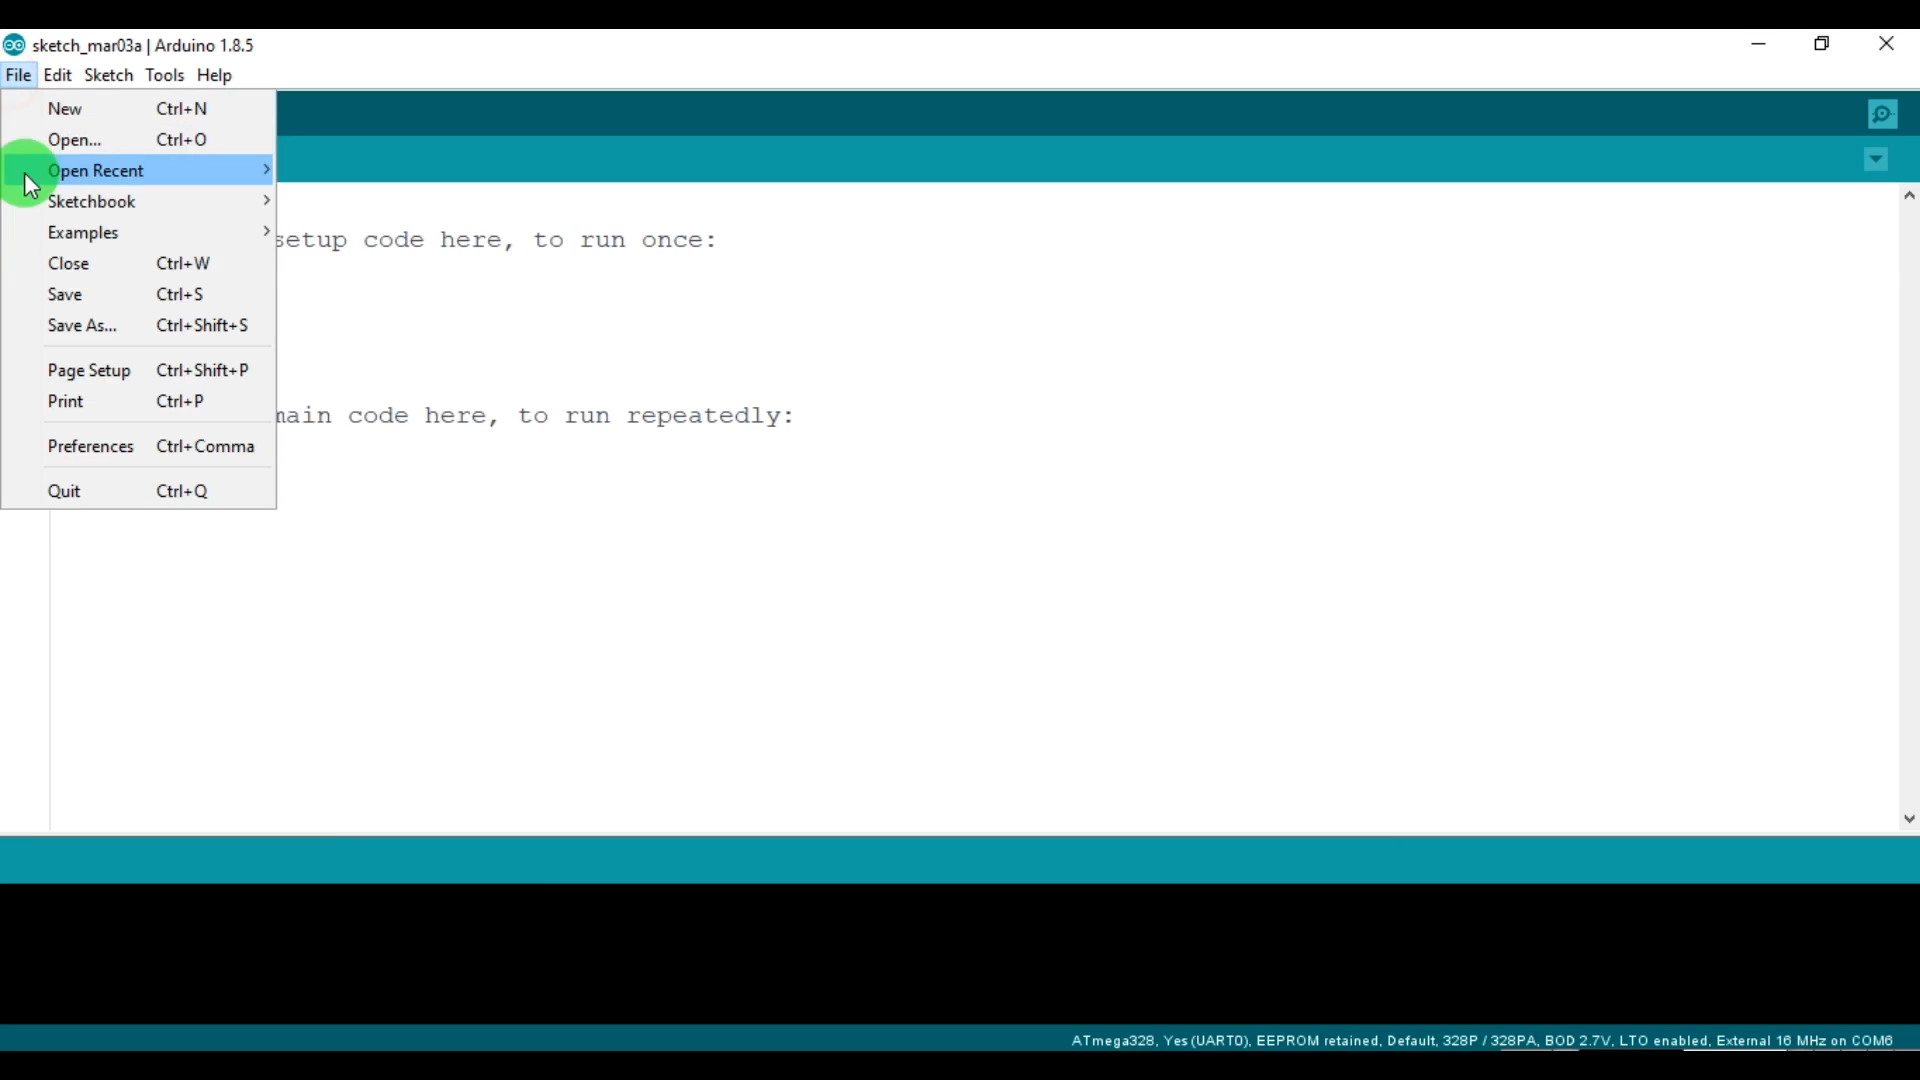 sketch_mar03a | Arduino 1.8.5
File Edit Sketch Tools Help
New Ctrl+N
Open... Ctrl+O
Open Recent
Sketchbook
Examples
setup code here, to run once:
Close Ctrl+W
Save Ctrl+S
Save As... Ctrl+Shift+S
Page Setup Ctrl+Shift+P
Print Ctrl+P
main code here, to run repeatedly:
Preferences Ctrl+Comma
Quit Ctrl+Q
ATmega328, Yes (UART0), EEPROM retained, Default, 328P / 328PA, BOD 2.7V, LTO enabled, External 16 MHz on COM6